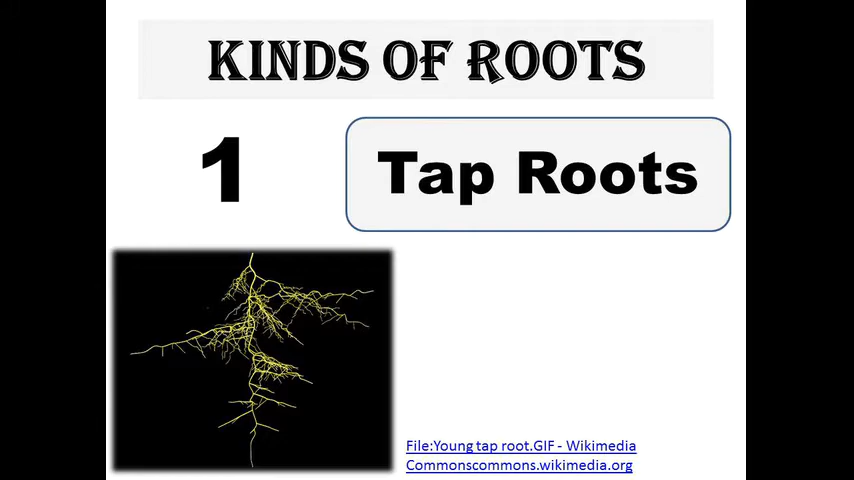 KINDS OF ROOTS
1
Tap Roots
File:Young tap root.GIF - Wikimedia
Commonscommons.wikimedia.org